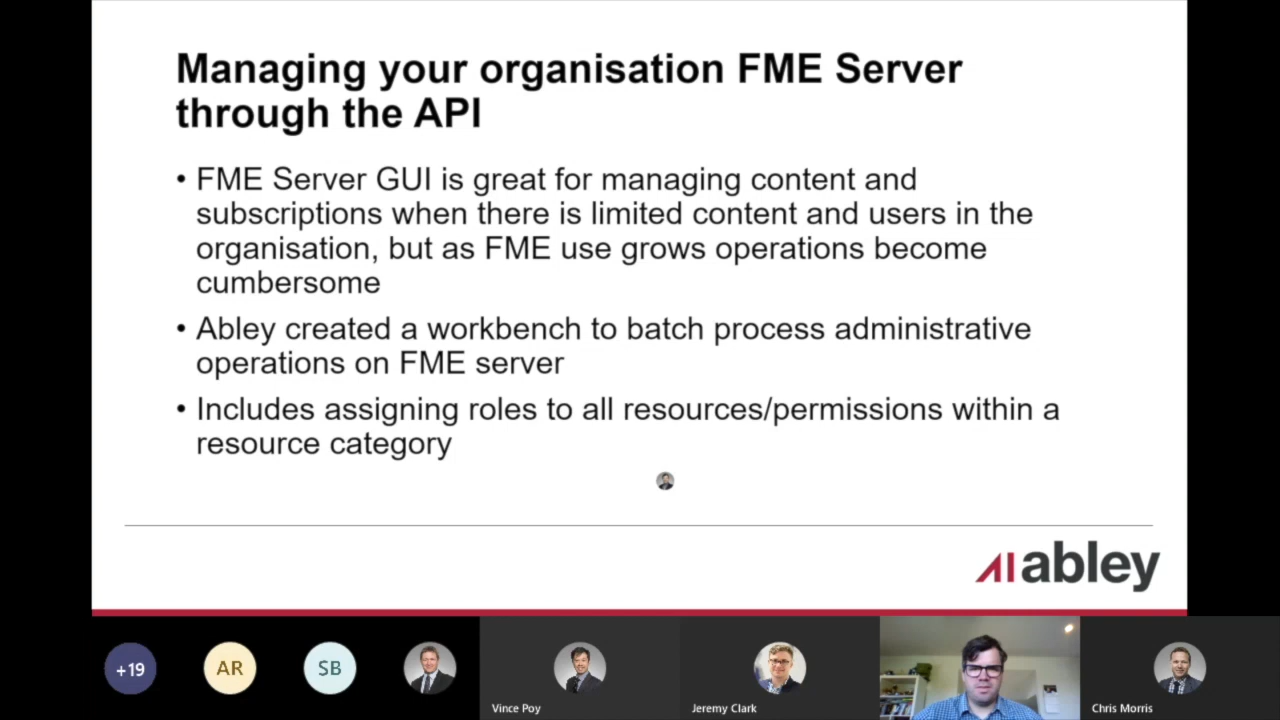 Managing your organisation FME Server
through the API
• FME Server GUI is great for managing content and
subscriptions when there is limited content and users in the
organisation, but as FME use grows operations become
cumbersome
• Abley created a workbench to batch process administrative
operations on FME server
• Includes assigning roles to all resources/permissions within a
resource category
abley
+19
AR
SB
Vince Poy
Jeremy Clark
Chris Morris